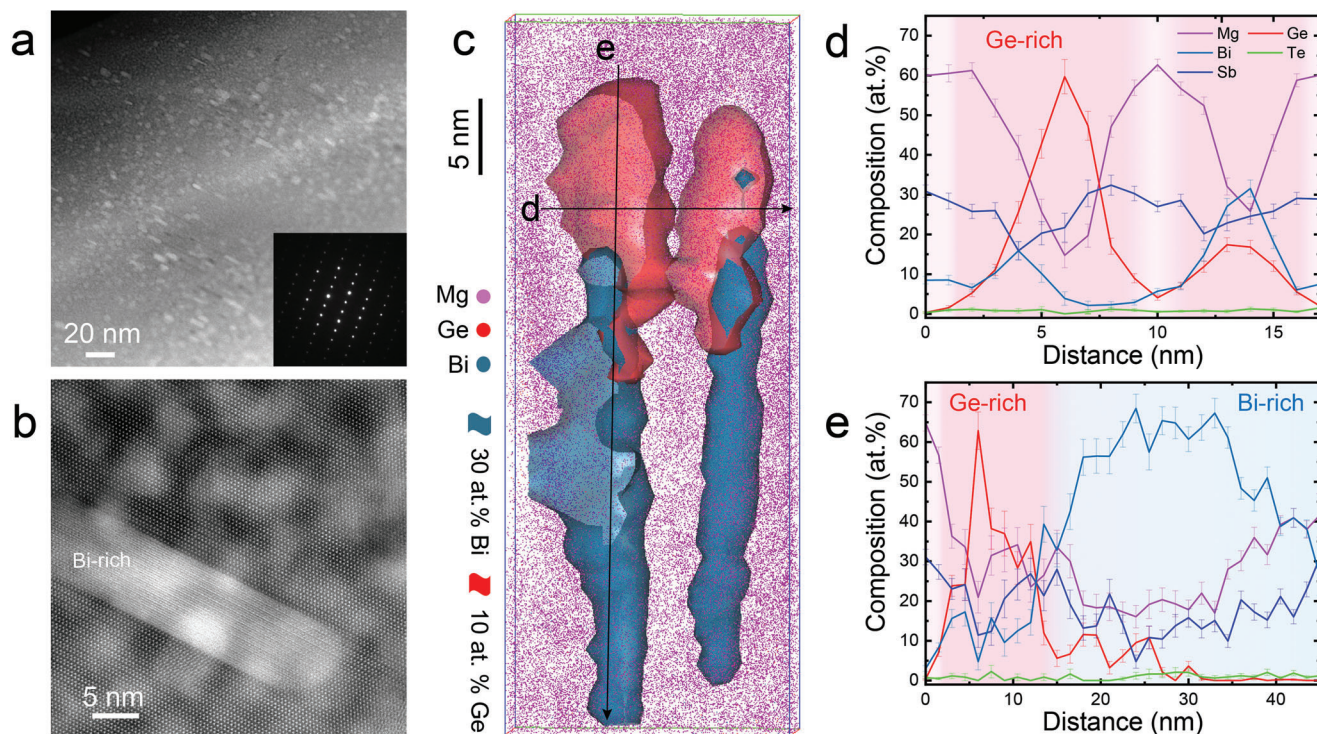 a
20 nm
b
Bi-rich
5 nm
c
5 nm
e
d
Mg
Ge
Bi
30 at.% Bi
10 at. % Ge
d
Ge-rich
Mg
Ge
Bi
Te
Sb
Composition (at.%)
70
60
50
40
30
20
10
0
0 5 10 15
Distance (nm)
e
Ge-rich
Bi-rich
Composition (at.%)
70
60
50
40
30
20
10
0
0 10 20 30 40
Distance (nm)